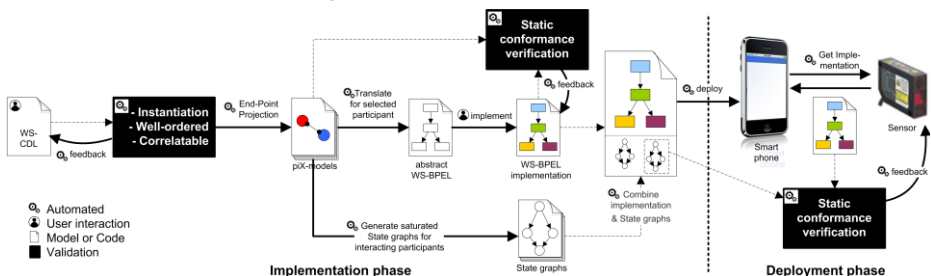 Static
conformance
verification
feedback
WS-
CDL
feedback
- Instantiation
- Well-ordered
- Correlatable
End-Point
Projection
piX-models
Translate
for selected
participant
abstract
WS-BPEL
implement
WS-BPEL
implementation
Generate saturated
State graphs for
interacting participants
State graphs
Combine
implementation
& State graphs
deploy
Smart
phone
Get Imple-
mentation
Sensor
feedback
Static
conformance
verification
Automated
User interaction
Model or Code
Validation
Implementation phase
Deployment phase